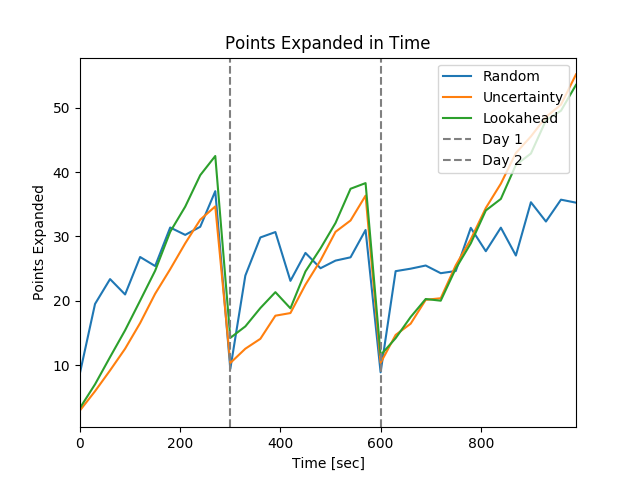 Points Expanded in Time
Points Expanded
50
40
30
20
10
0
200
400
600
800
Time [sec]
Random
Uncertainty
Lookahead
Day 1
Day 2